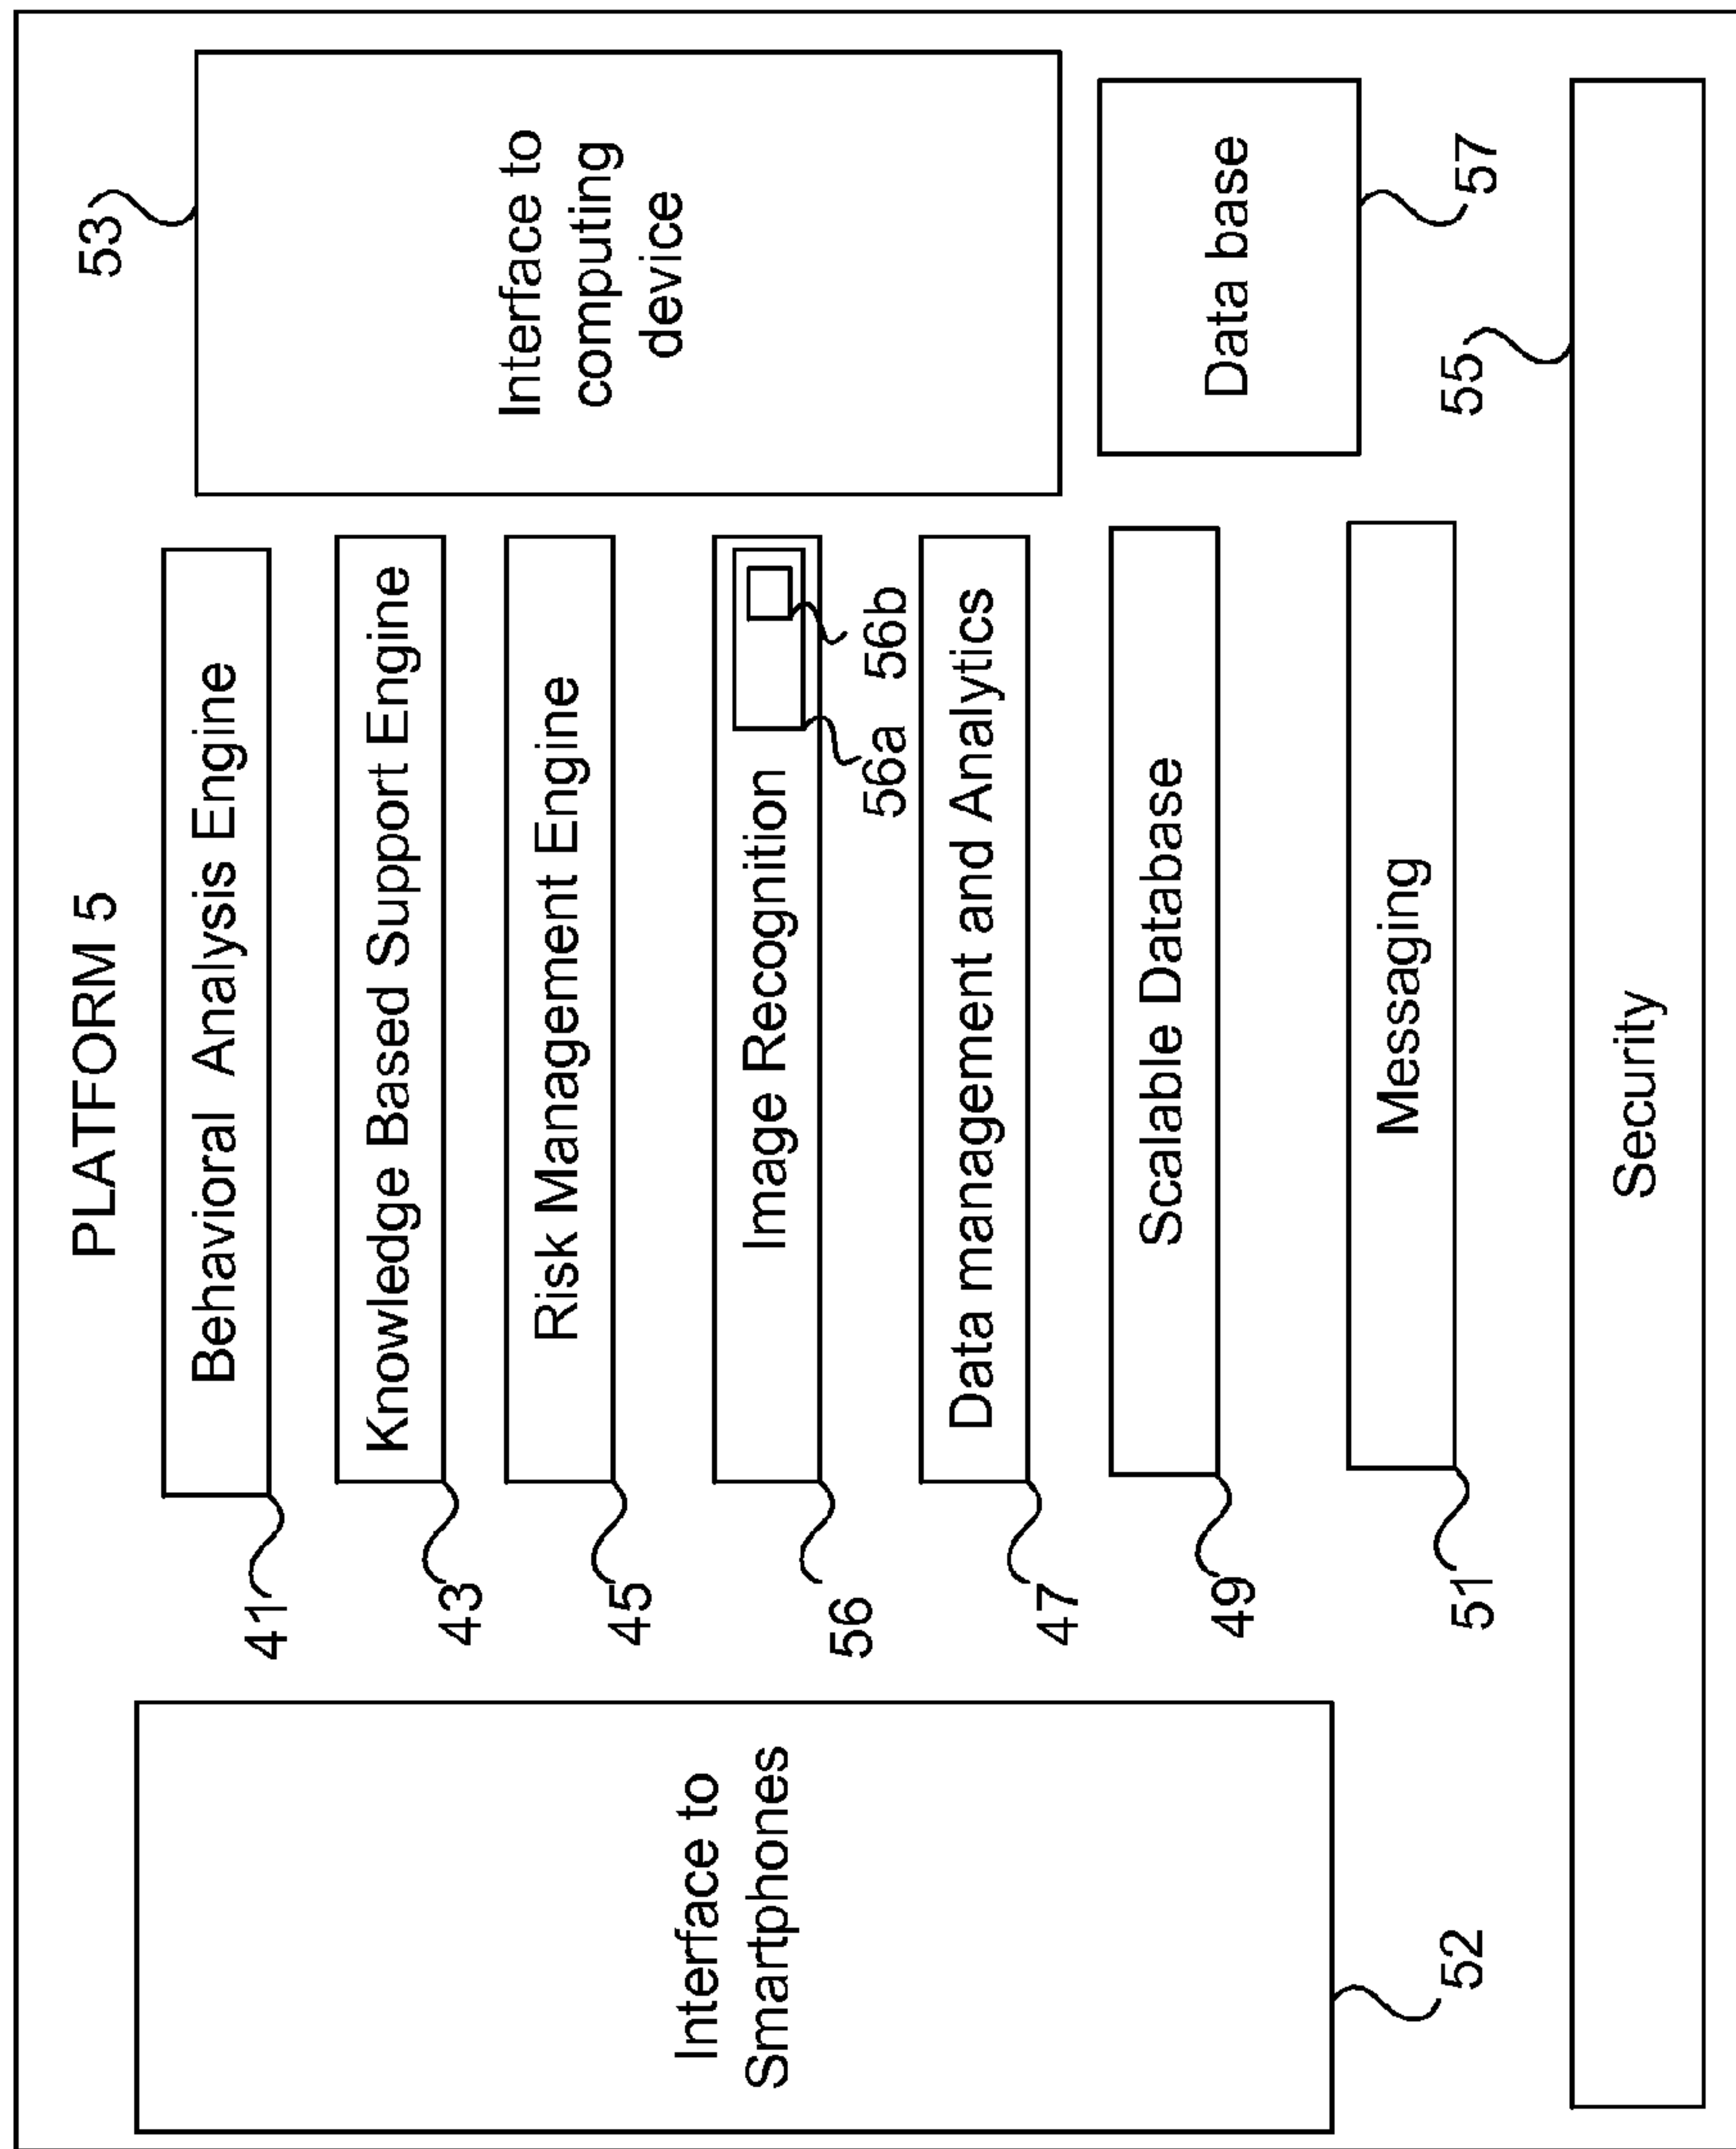 PLATFORM 5
53
Behavioral Analysis Engine
41
Knowledge Based Support Engine
43
Risk Management Engine
45
Interface to
Smartphones
52
Interface to
computing
device
Image Recognition
56
56a
56b
Data management and Analytics
47
Scalable Database
49
Data base
57
Messaging
51
55
Security